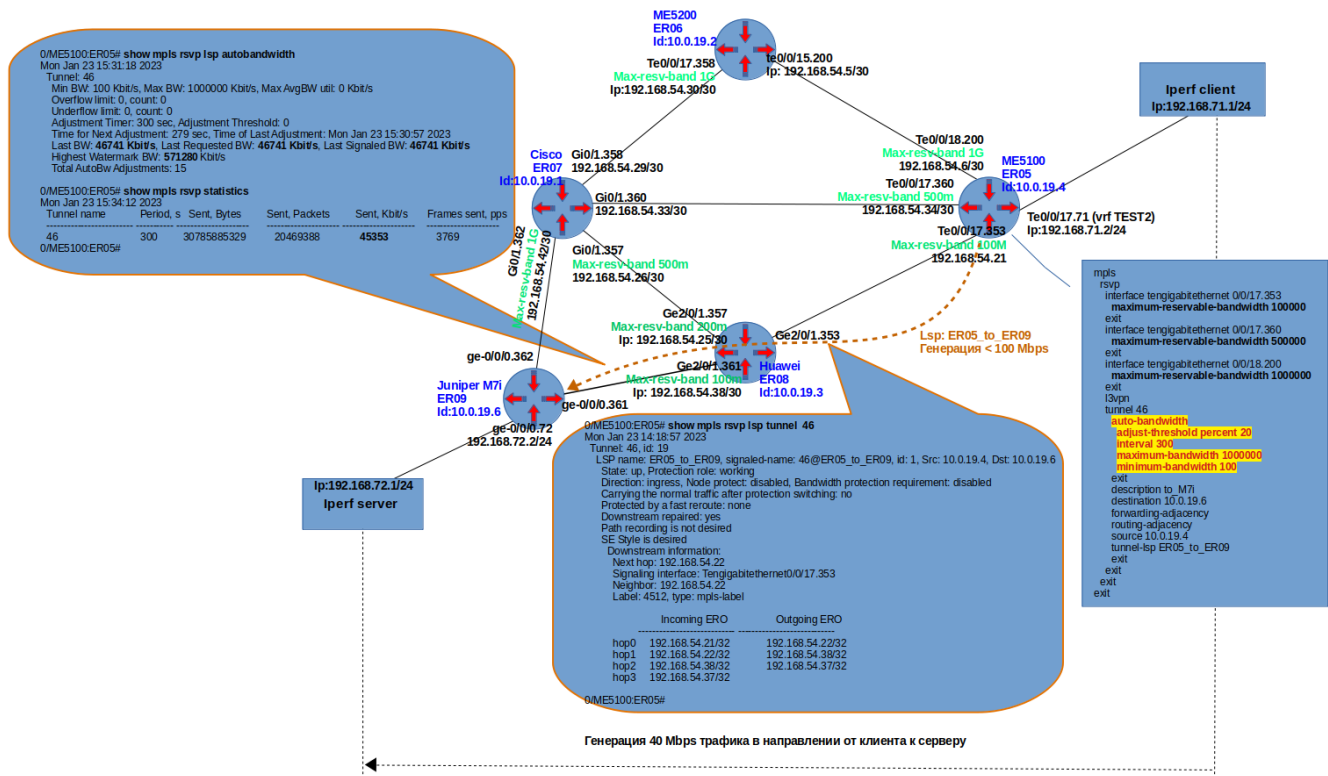 ME5200
ER06
Id:10.0.19.2
Te0/0/17.358
Max-resv-band 1G
Ip:192.168.54.30/30
te0/0/15.200
Ip: 192.168.54.5/30
0/ME5100:ER05# show mpls rsvp lsp autobandwidth
Mon Jan 23 15:31:18 2023
Tunnel: 46
Min BW: 100 Kbit/s, Max BW: 1000000 Kbit/s, Max AvgBW util: 0 Kbit/s
Overflow limit: 0, count: 0
Underflow limit: 0, count: 0
Adjustment Timer: 300 sec, Adjustment Threshold: 0
Time for Next Adjustment: 279 sec, Time of Last Adjustment: Mon Jan 23 15:30:57 2023
Last BW: 46741 Kbit/s, Last Requested BW: 46741 Kbit/s, Last Signaled BW: 46741 Kbit/s
Highest Watermark BW: 571280 Kbit/s
Total AutoBw Adjustments: 15
0/ME5100:ER05# show mpls rsvp statistics
Mon Jan 23 15:34:12 2023
Tunnel name Period, s Sent, Bytes Sent, Packets Sent, Kbit/s Frames sent, pps
46 300 30785885329 20469388 45353 3769
0/ME5100:ER05#
Iperf client
Ip:192.168.71.1/24
Te0/0/18.200
Max-resv-band 1G
192.168.54.6/30
ME5100
ER05
Id:10.0.19.4
Te0/0/17.360
Max-resv-band 500m
192.168.54.34/30
Te0/0/17.71 (vrf TEST2)
Ip:192.168.71.2/24
Te0/0/17.353
Max-resv-band 100M
192.168.54.21
Cisco
ER07
Id:10.0.19.1
Gi0/1.358
192.168.54.29/30
Gi0/1.360
192.168.54.33/30
Gi0/1.357
Max-resv-band 500m
192.168.54.26/30
Gi0/1.362
Max-resv-band 1G
192.168.54.42/30
Ge2/0/1.357
Max-resv-band 200m
Ip: 192.168.54.25/30
Ge2/0/1.353
Ge2/0/1.361
Max-resv-band 100m
Ip: 192.168.54.38/30
Huawei
ER08
Id:10.0.19.3
Lsp: ER05_to_ER09
Генерация < 100 Mbps
ge-0/0/0.362
Juniper M7i
ER09
Id:10.0.19.6
ge-0/0/0.361
ge-0/0/0.72
192.168.72.2/24
Ip:192.168.72.1/24
Iperf server
mpls
rsvp
interface tengigabitethernet 0/0/17.353
maximum-reservable-bandwidth 100000
exit
interface tengigabitethernet 0/0/17.360
maximum-reservable-bandwidth 500000
exit
interface tengigabitethernet 0/0/18.200
maximum-reservable-bandwidth 1000000
exit
l3vpn
tunnel 46
auto-bandwidth
adjust-threshold percent 20
interval 300
maximum-bandwidth 1000000
minimum-bandwidth 100
exit
description to_M7i
destination 10.0.19.6
forwarding-adjacency
routing-adjacency
source 10.0.19.4
tunnel-lsp ER05_to_ER09
exit
exit
exit
exit
0/ME5100:ER05# show mpls rsvp lsp tunnel 46
Mon Jan 23 14:18:57 2023
Tunnel: 46, id: 19
LSP name: ER05_to_ER09, signaled-name: 46@ER05_to_ER09, id: 1, Src: 10.0.19.4, Dst: 10.0.19.6
State: up, Protection role: working
Direction: ingress, Node protect: disabled, Bandwidth protection requirement: disabled
Carrying the normal traffic after protection switching: no
Protected by a fast reroute: none
Downstream repaired: yes
Path recording is not desired
SE Style is desired
Downstream information:
Next hop: 192.168.54.22
Signaling interface: Tengigabitethernet0/0/17.353
Neighbor: 192.168.54.22
Label: 4512, type: mpls-label
Incoming ERO Outgoing ERO
hop0 192.168.54.21/32 192.168.54.22/32
hop1 192.168.54.22/32 192.168.54.38/32
hop2 192.168.54.38/32 192.168.54.37/32
hop3 192.168.54.37/32
0/ME5100:ER05#
Генерация 40 Mbps трафика в направлении от клиента к серверу